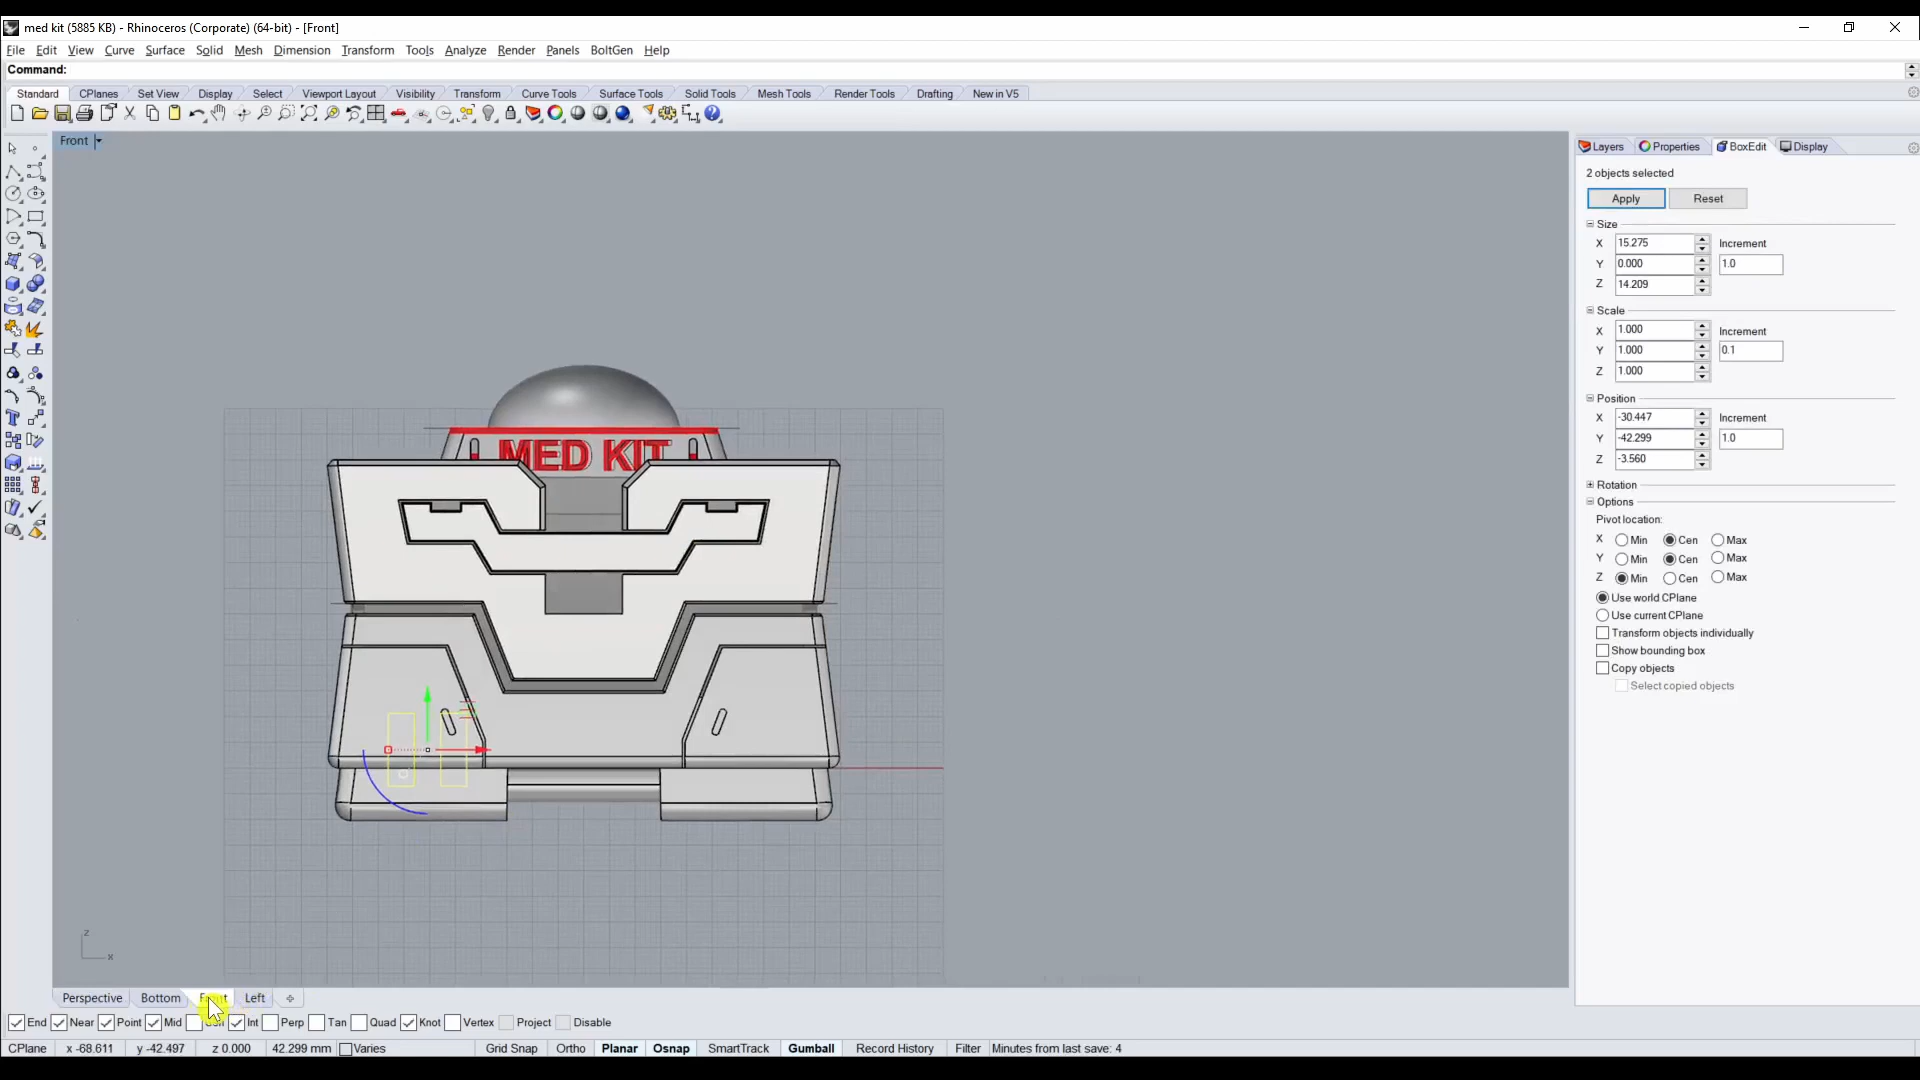 med kit (5885 KB) - Rhinoceros (Corporate) (64-bit) - [Front]
File Edit View Curve Surface Solid Mesh Dimension Transform Tools Analyze Render Panels BoltGen Help
Command:
Standard CPlanes Set View Display Select Viewport Layout Visibility Transform Curve Tools Surface Tools Solid Tools Mesh Tools Render Tools Drafting New in V5
Front
Layers Properties BoxEdit Display
2 objects selected
Apply Reset
Size
X 15.275 Increment
Y 0.000 1.0
Z 14.209
Scale
X 1.000 Increment
Y 1.000 0.1
Z 1.000
Position
X -30.447 Increment
Y -42.299 1.0
Z -3.560
Rotation
Options
Pivot location:
X Min Cen Max
Y Min Cen Max
Z Min Cen Max
Use world CPlane
Use current CPlane
Transform objects individually
Show bounding box
Copy objects
Select copied objects
MED KIT
z
x
Perspective Bottom Front Left
End Near Point Mid Int Perp Tan Quad Knot Vertex Project Disable
CPlane x -68.611 y -42.497 z 0.000 42.299 mm Varies Grid Snap Ortho Planar Osnap SmartTrack Gumball Record History Filter Minutes from last save: 4